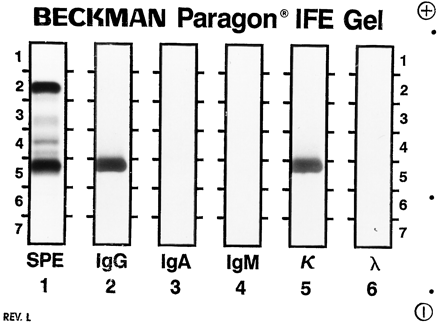 BECKMAN Paragon® IFE Gel
1 1
2 2
3 3
4 4
5 5
6 6
7 7
SPE IgG IgA IgM K λ
1 2 3 4 5 6
REV. L